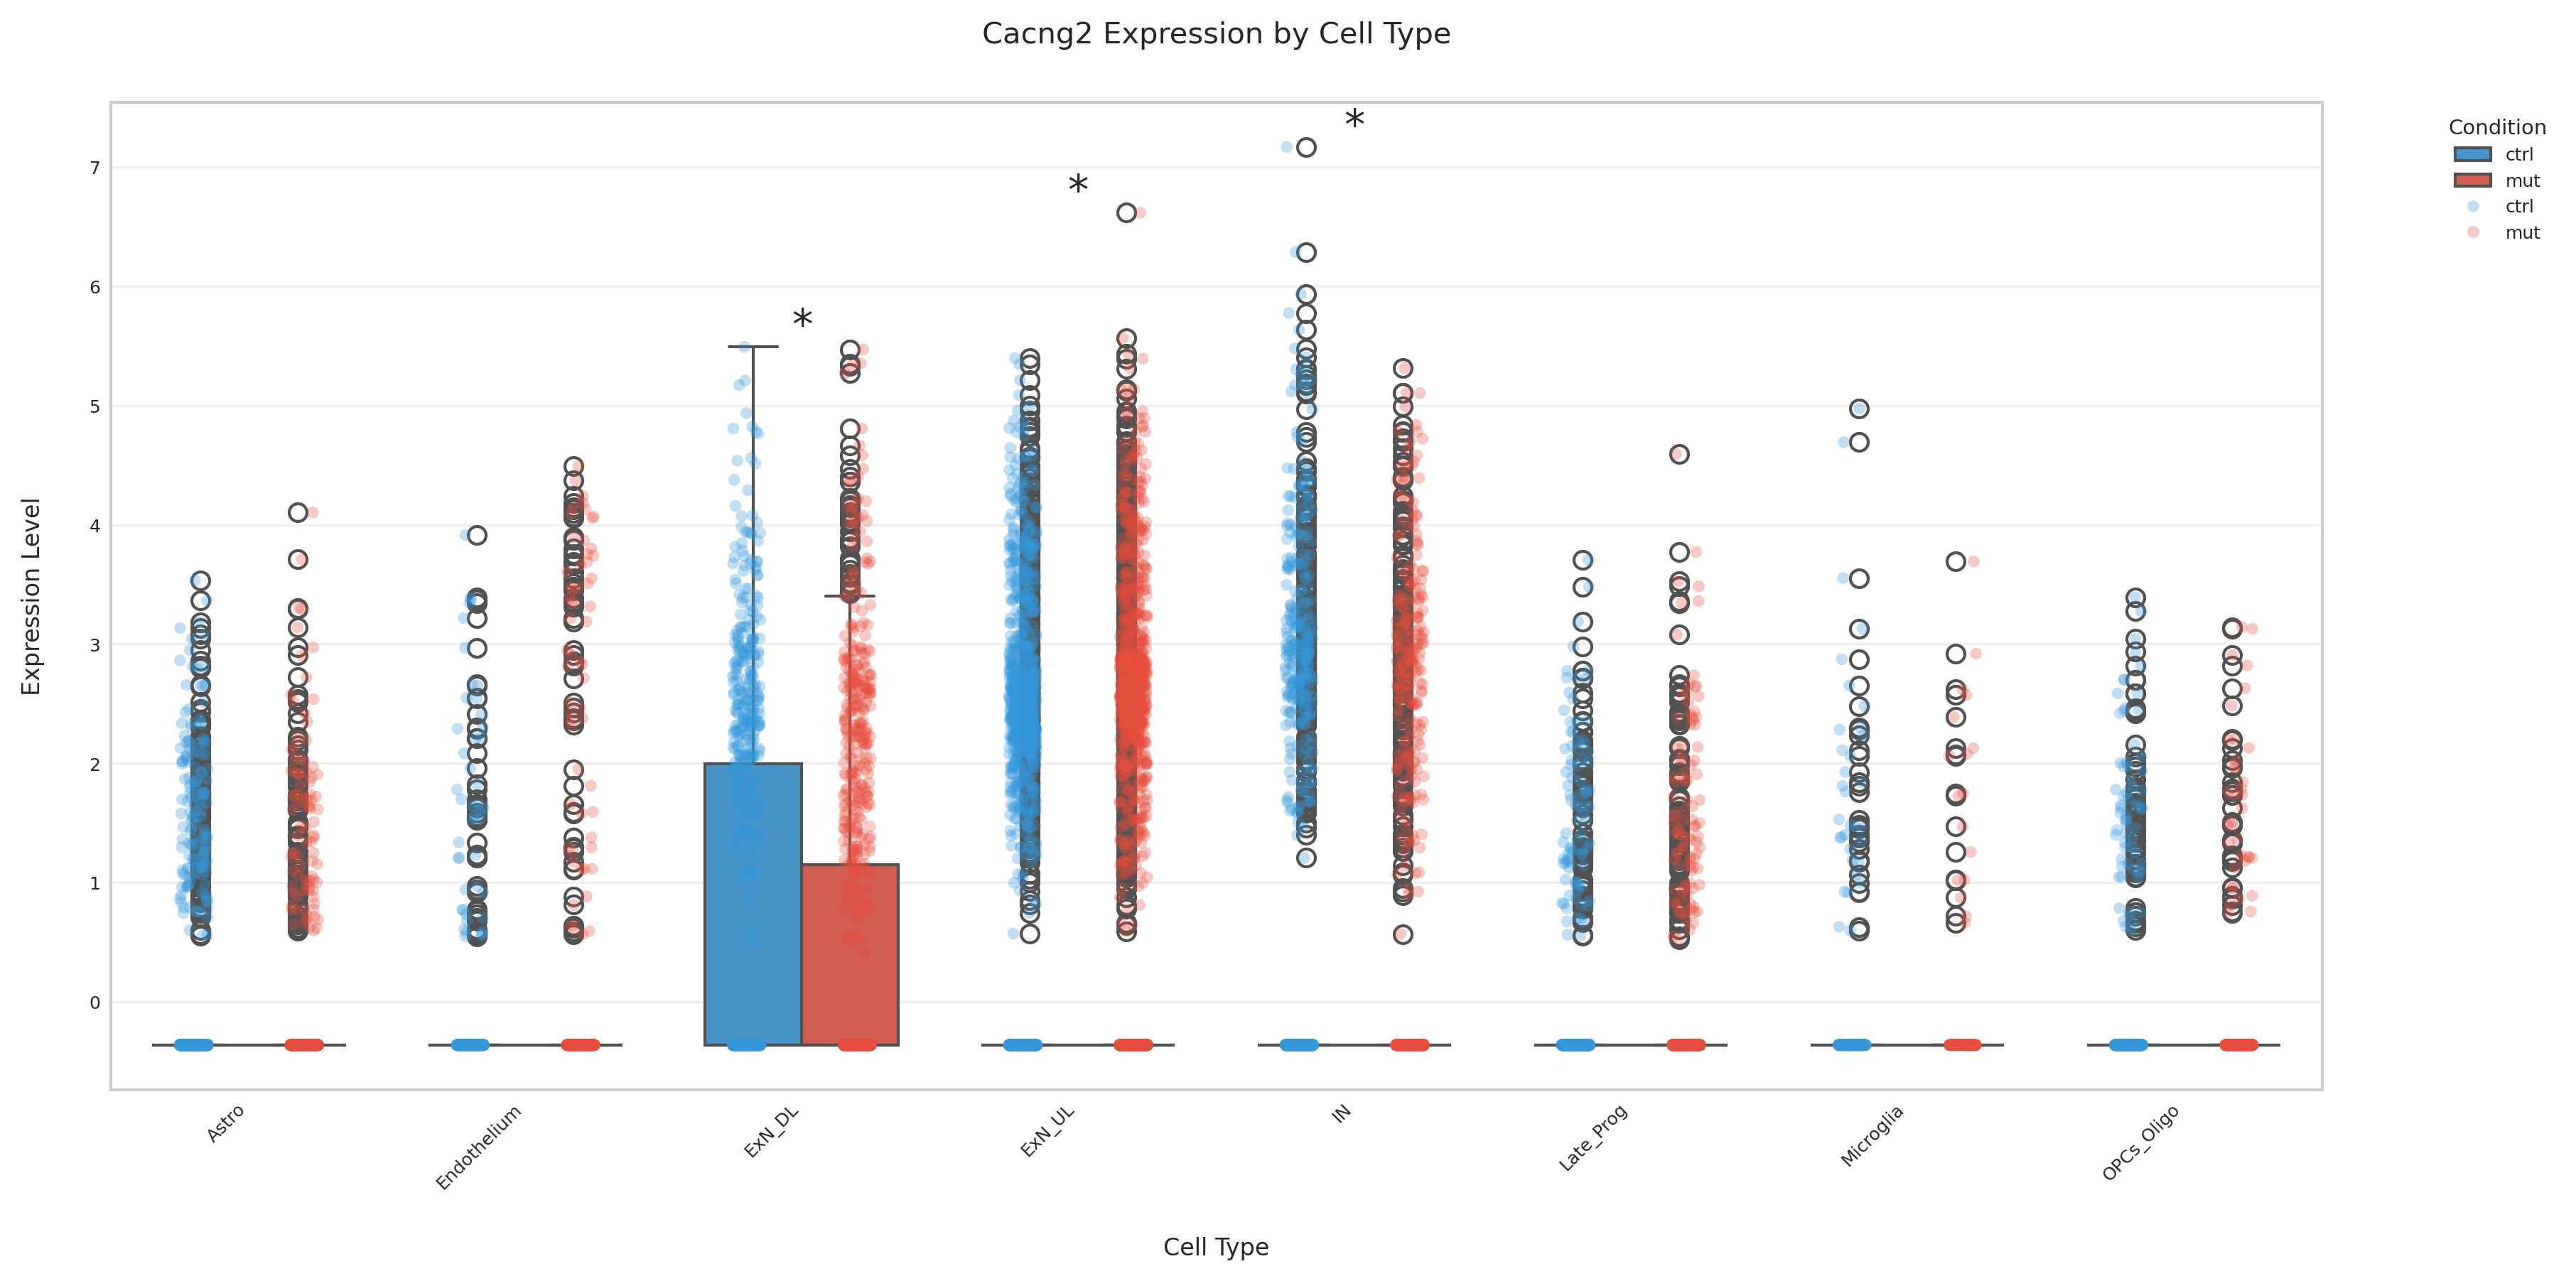 Cacng2 Expression by Cell Type
Condition
ctrl
mut
ctrl
mut
*
*
*
7
6
5
4
3
2
1
0
Expression Level
Astro
Endothelium
ExN_DL
ExN_UL
IN
Late_Prog
Microglia
OPCs_Oligo
Cell Type